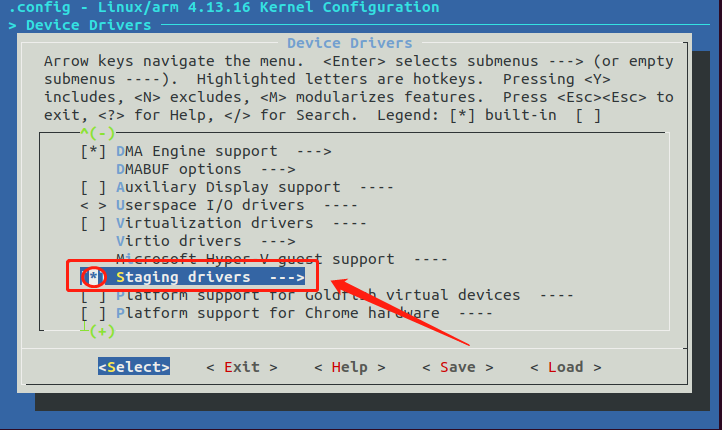 .config - Linux/arm 4.13.16 Kernel Configuration
> Device Drivers
Device Drivers
Arrow keys navigate the menu.  <Enter> selects submenus ---> (or empty
submenus ----).  Highlighted letters are hotkeys.  Pressing <Y>
includes, <N> excludes, <M> modularizes features.  Press <Esc><Esc> to
exit, <?> for Help, </> for Search.  Legend: [*] built-in  [ ]
^(-)
[*] DMA Engine support  --->
DMABUF options  --->
[ ] Auxiliary Display support  ----
< > Userspace I/O drivers  ----
[ ] Virtualization drivers  ----
Virtio drivers  --->
Microsoft Hyper-V guest support  ----
[*] Staging drivers  --->
[ ] Platform support for Goldfish virtual devices  ----
[ ] Platform support for Chrome hardware  ----
┴(+)
<Select>    < Exit >    < Help >    < Save >    < Load >